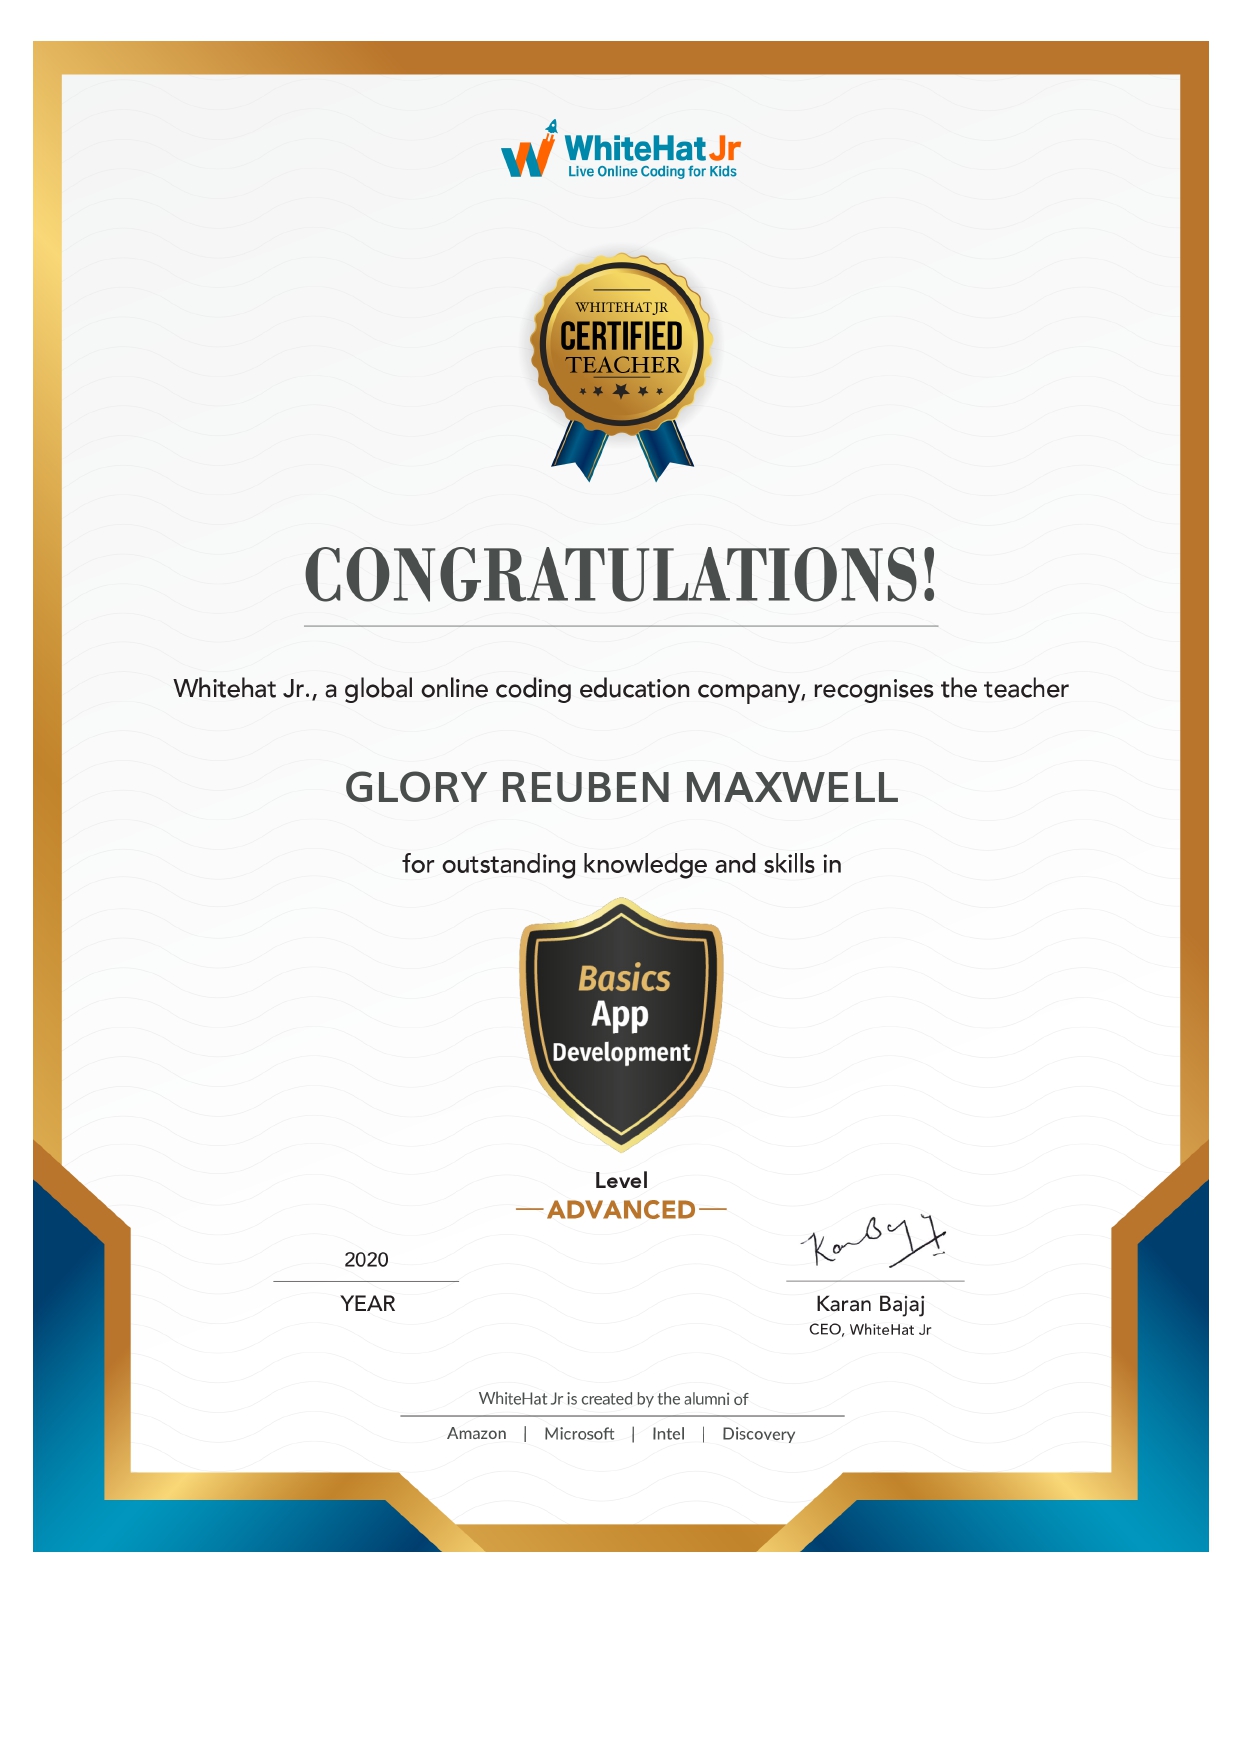 WhiteHat Jr
Live Online Coding for Kids
WHITEHAT JR
CERTIFIED
TEACHER
CONGRATULATIONS!
Whitehat Jr., a global online coding education company, recognises the teacher
GLORY REUBEN MAXWELL
for outstanding knowledge and skills in
Basics
App
Development
Level
ADVANCED
2020
YEAR
Karan Bajaj
Karan Bajaj
CEO, WhiteHat Jr
WhiteHat Jr is created by the alumni of
Amazon | Microsoft | Intel | Discovery